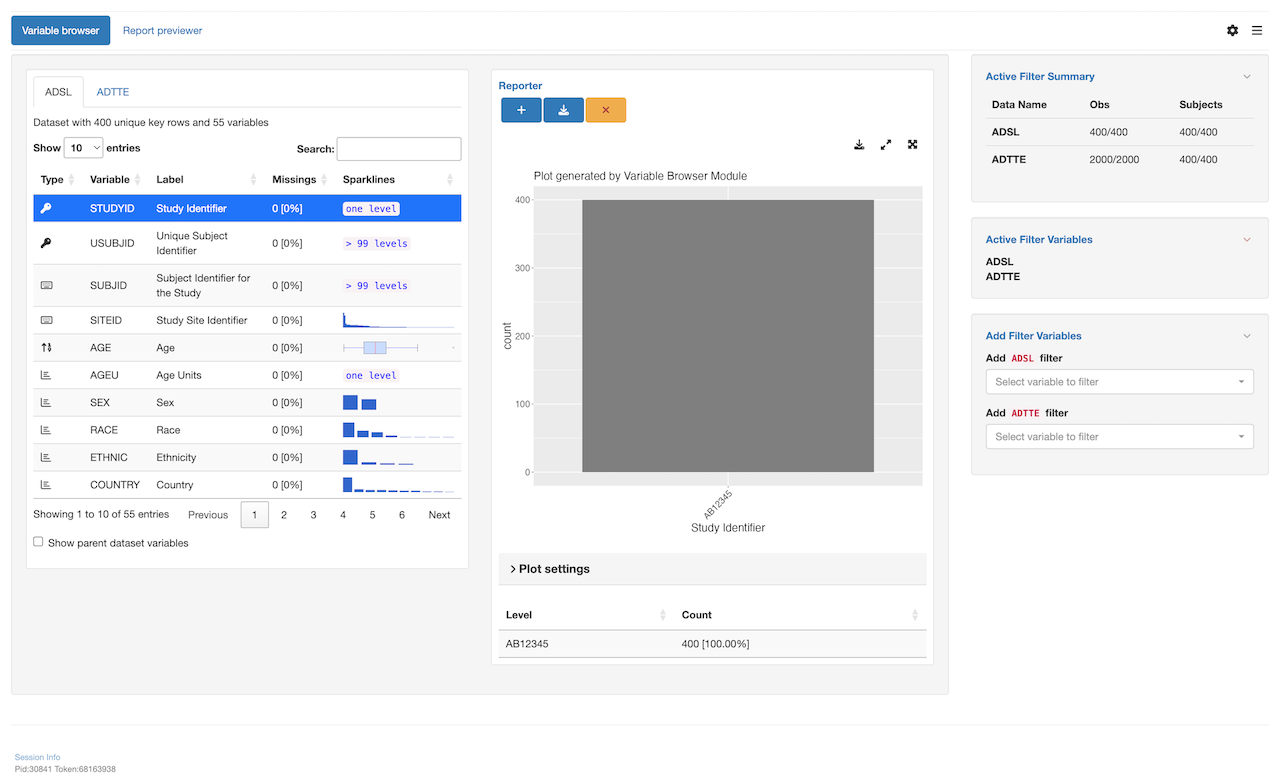 Variable browser Report previewer
ADSL ADTTE
Dataset with 400 unique key rows and 55 variables
Show 10 entries Search:
Type Variable Label Missings Sparklines
STUDYID Study Identifier 0 [0%] one level
USUBJID Unique Subject Identifier 0 [0%] > 99 levels
SUBJID Subject Identifier for the Study 0 [0%] > 99 levels
SITEID Study Site Identifier 0 [0%]
AGE Age 0 [0%]
AGEU Age Units 0 [0%] one level
SEX Sex 0 [0%]
RACE Race 0 [0%]
ETHNIC Ethnicity 0 [0%]
COUNTRY Country 0 [0%]
Showing 1 to 10 of 55 entries Previous 1 2 3 4 5 6 Next
Show parent dataset variables
Reporter
Plot generated by Variable Browser Module
400
300
200
100
0
count
AB12345
Study Identifier
Plot settings
Level Count
AB12345 400 [100.00%]
Active Filter Summary
Data Name Obs Subjects
ADSL 400/400 400/400
ADTTE 2000/2000 400/400
Active Filter Variables
ADSL
ADTTE
Add Filter Variables
Add ADSL filter
Select variable to filter
Add ADTTE filter
Select variable to filter
Session Info
Pid:30841 Token:68163938